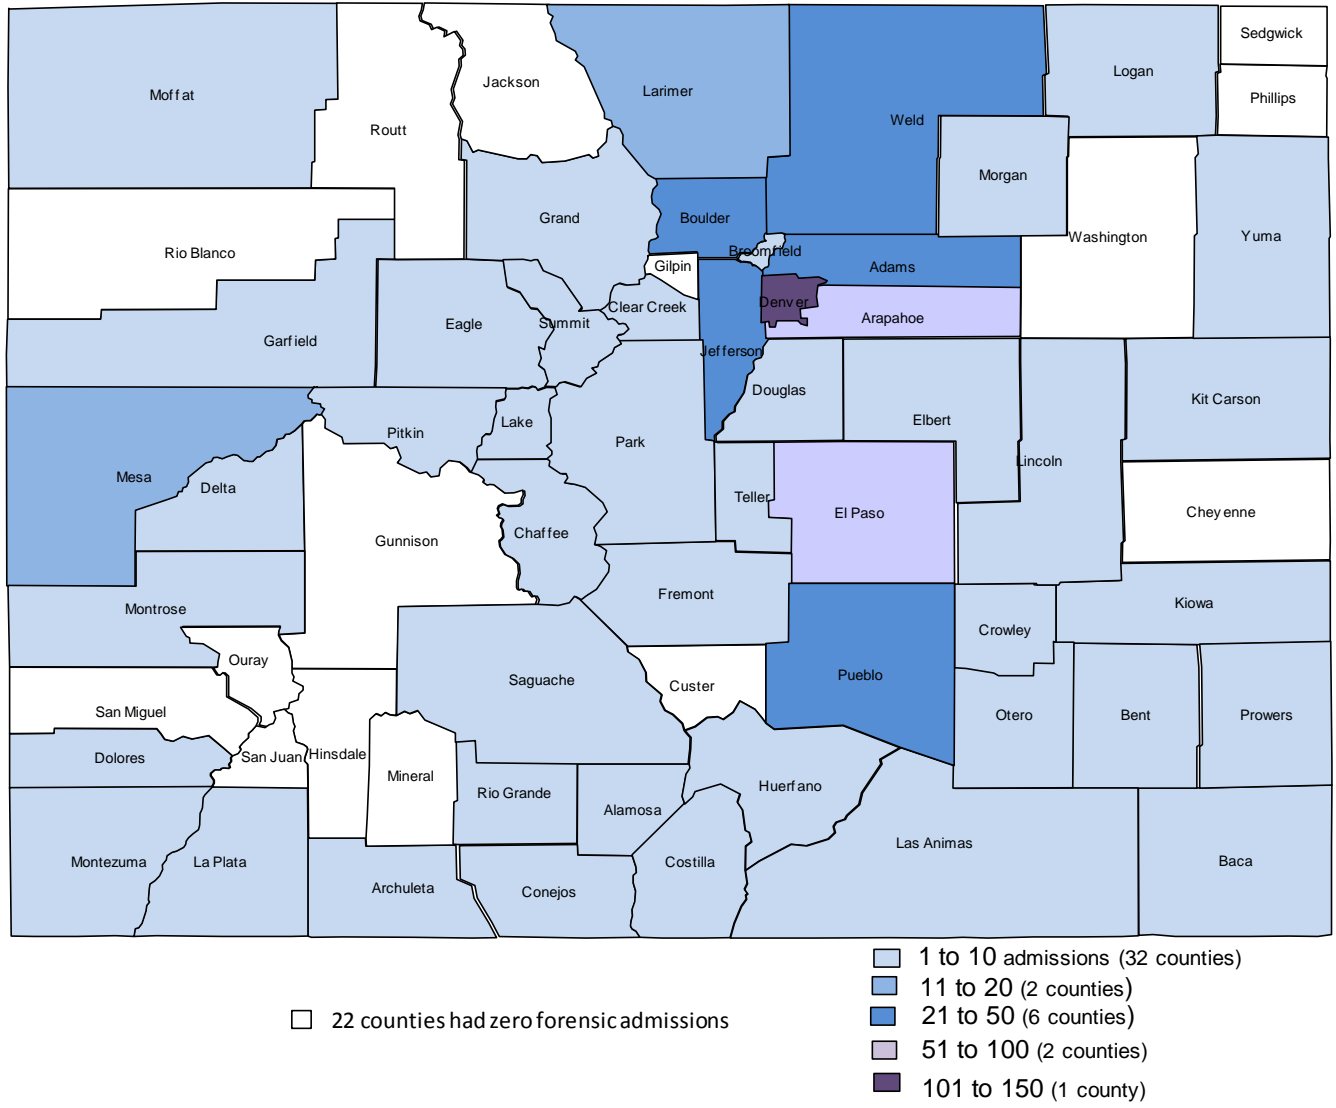 Sedgwick
Jackson
Logan
Larimer
Moffat
Phillips
Weld
Routt
Morgan
Grand
Boulder
Yuma
Washington
Rio Blanco
Broomfield
Gilpin
Adams
Denver
Clear Creek
Arapahoe
Eagle
Summit
Garfield
Jefferson
Douglas
Kit Carson
Lake
Elbert
Pitkin
Park
Lincoln
Mesa
Delta
Teller
El Paso
Cheyenne
Chaffee
Gunnison
Fremont
Kiowa
Montrose
Crowley
Ouray
Pueblo
Saguache
Custer
San Miguel
Otero
Bent
Prowers
Dolores
San Juan
Hinsdale
Mineral
Huerfano
Rio Grande
Alamosa
Las Animas
Montezuma
La Plata
Costilla
Baca
Archuleta
Conejos
1 to 10 admissions (32 counties)
11 to 20 (2 counties)
21 to 50 (6 counties)
22 counties had zero forensic admissions
51 to 100 (2 counties)
101 to 150 (1 county)